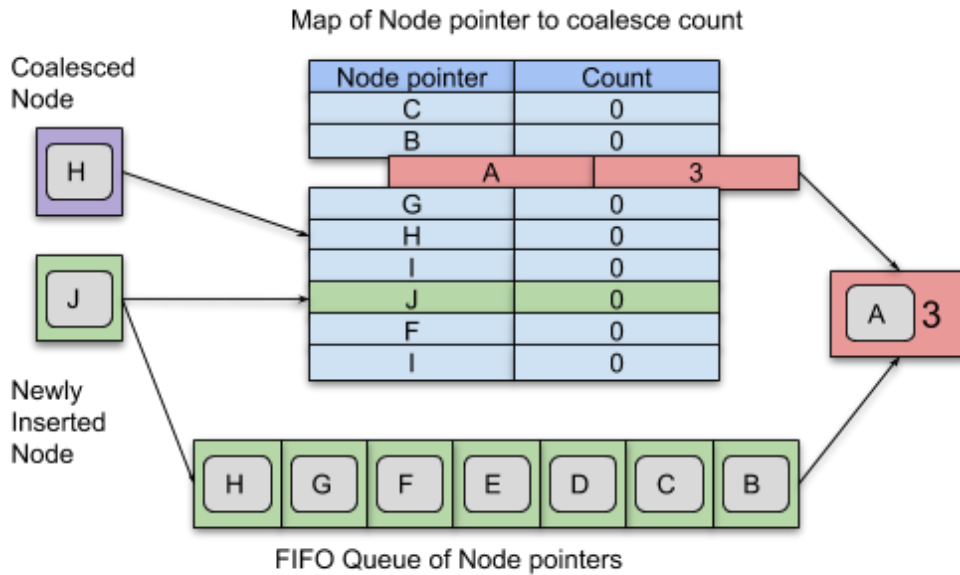 Map of Node pointer to coalesce count
Coalesced
Node
Node pointer Count
C 0
B 0
A 3
H
G 0
H 0
I 0
J 0
F 0
I 0
J
A 3
Newly
Inserted
Node
H G F E D C B
FIFO Queue of Node pointers